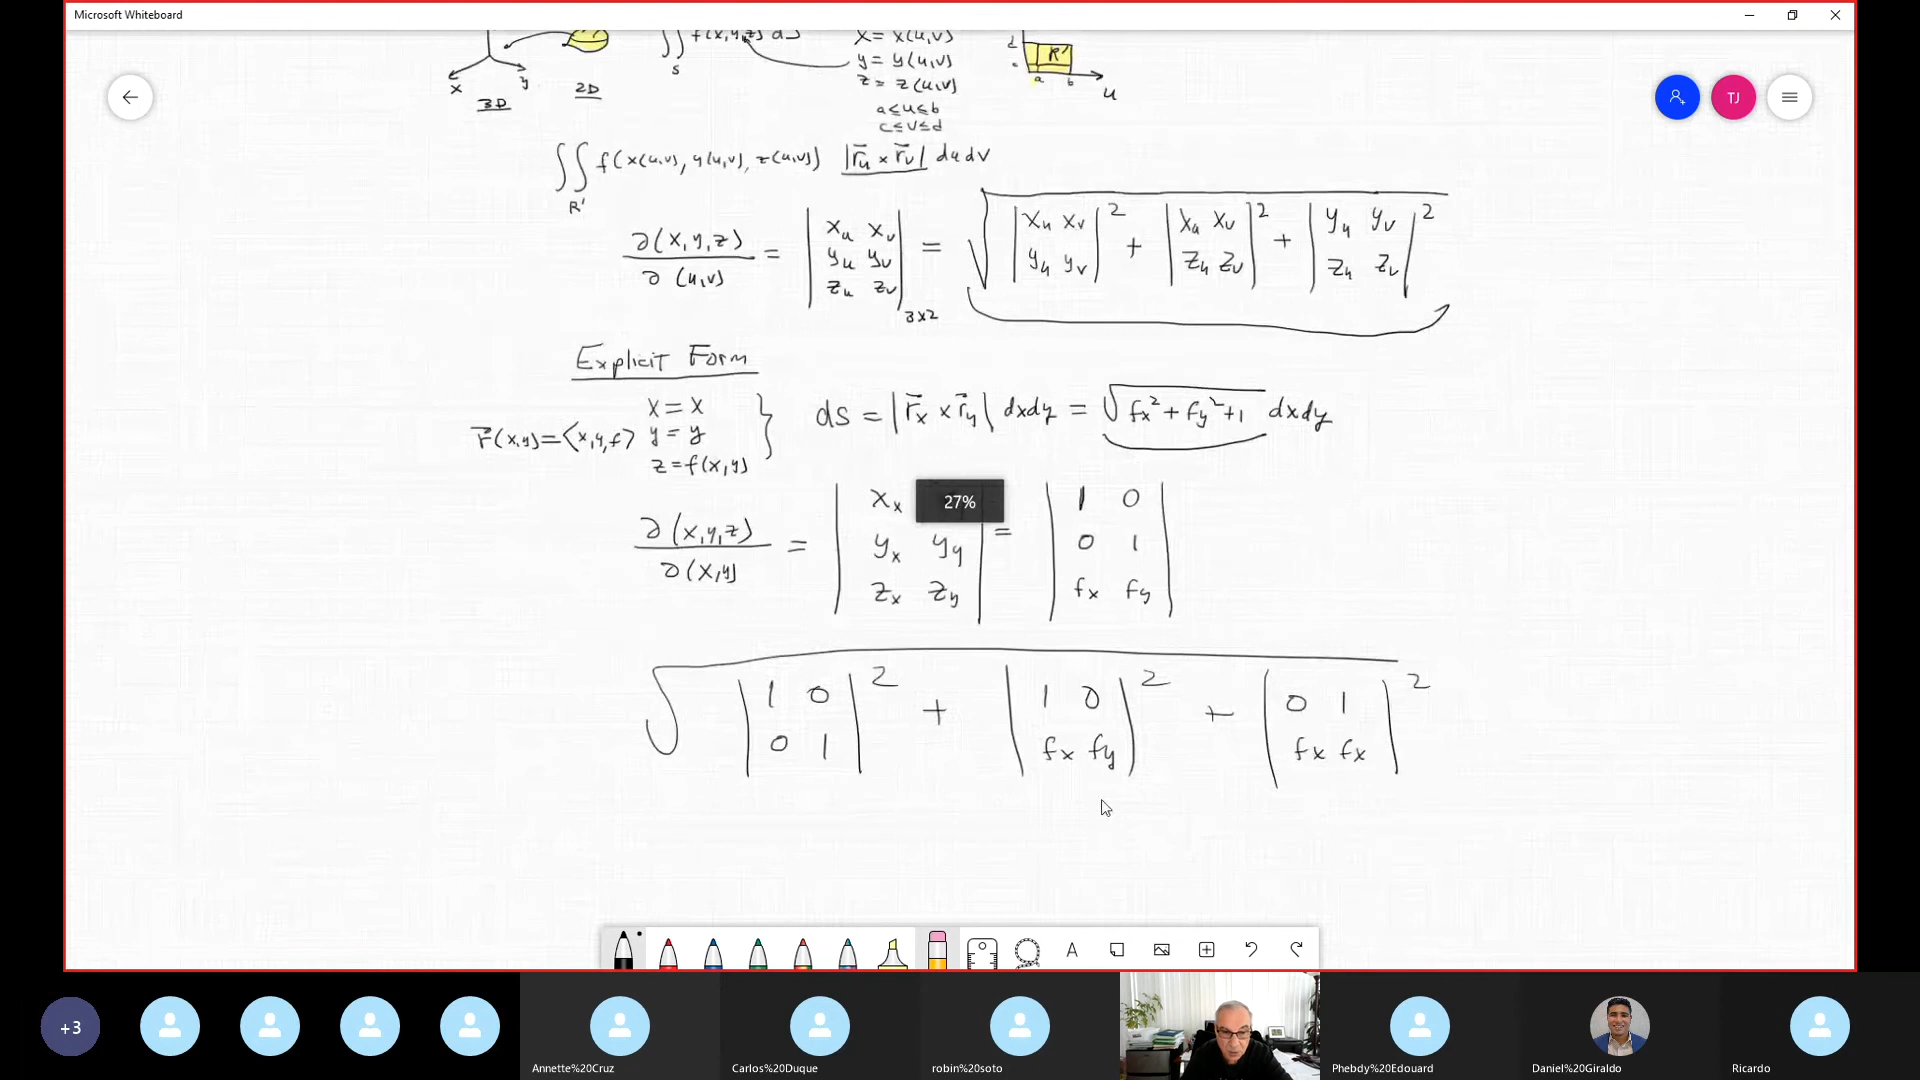 Microsoft Whiteboard
∬ f(x,y,z) dS
S
x = x(u,v)
y = y(u,v)
z = z(u,v)
a ≤ u ≤ b
c ≤ v ≤ d
x y
3D
2D
d R'
c a b
u
TJ
∬ f(x(u,v), y(u,v), z(u,v)) |r⃗u × r⃗v| du dv
R'
∂(x,y,z) / ∂(u,v) = | xu xv ; yu yv ; zu zv | 3x2 = √( | xu xv ; yu yv |² + | xu xv ; zu zv |² + | yu yv ; zu zv |² )
Explicit Form
r⃗(x,y) = ⟨x,y,f⟩
x = x
y = y
z = f(x,y)
dS = |r⃗x × r⃗y| dxdy = √(fx² + fy² + 1) dxdy
27%
∂(x,y,z) / ∂(x,y) = | xx ; yx yy ; zx zy | = | 1 0 ; 0 1 ; fx fy |
√( | 1 0 ; 0 1 |² + | 1 0 ; fx fy |² + | 0 1 ; fx fx |² )
A
+3
Annette%20Cruz
Carlos%20Duque
robin%20soto
Phebdy%20Edouard
Daniel%20Giraldo
Ricardo